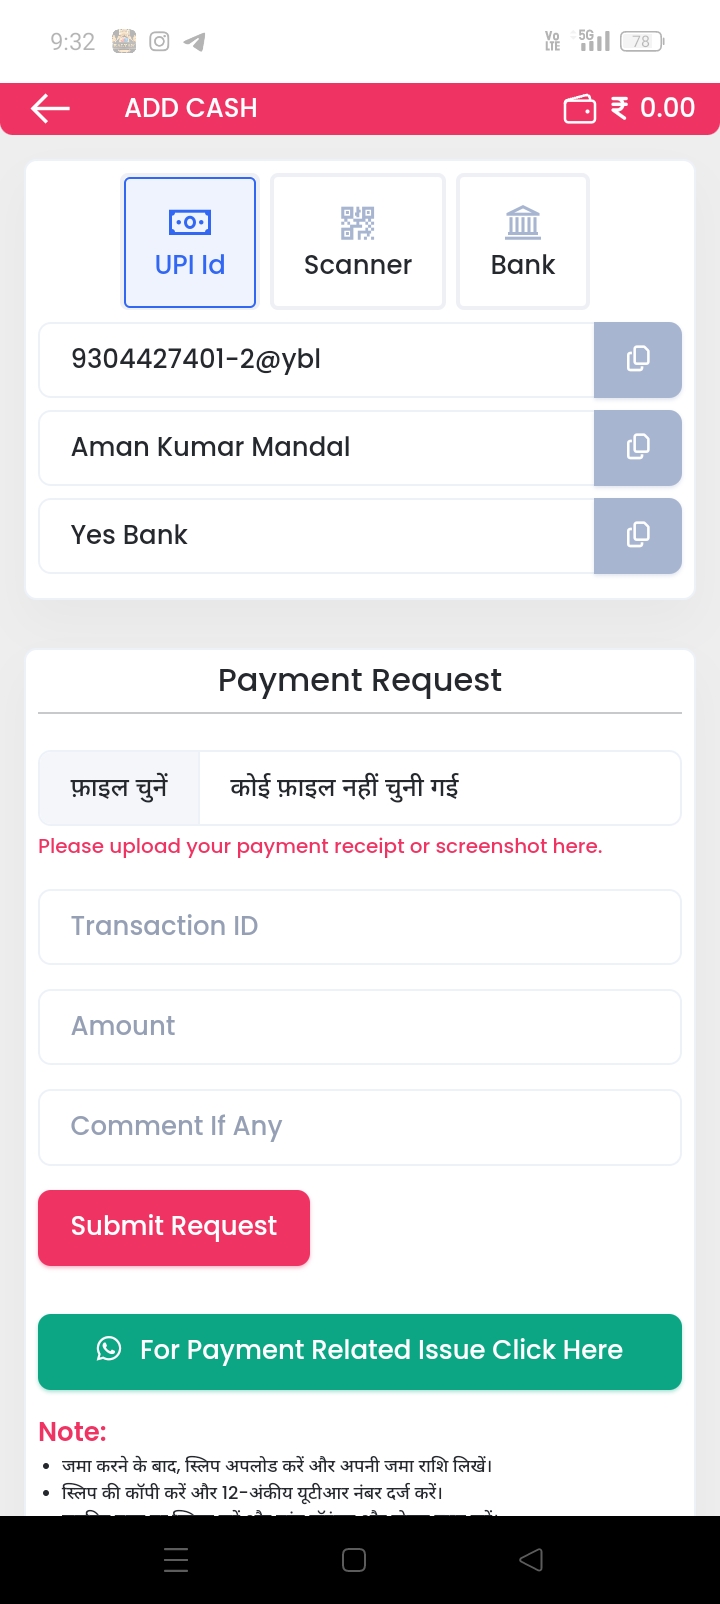 9:32
Vo
LTE
5G
78
ADD CASH
₹ 0.00
UPI Id
Scanner
Bank
9304427401-2@ybl
Aman Kumar Mandal
Yes Bank
Payment Request
फ़ाइल चुनें
कोई फ़ाइल नहीं चुनी गई
Please upload your payment receipt or screenshot here.
Transaction ID
Amount
Comment If Any
Submit Request
For Payment Related Issue Click Here
Note:
• जमा करने के बाद, स्लिप अपलोड करें और अपनी जमा राशि लिखें।
• स्लिप की कॉपी करें और 12-अंकीय यूटीआर नंबर दर्ज करें।